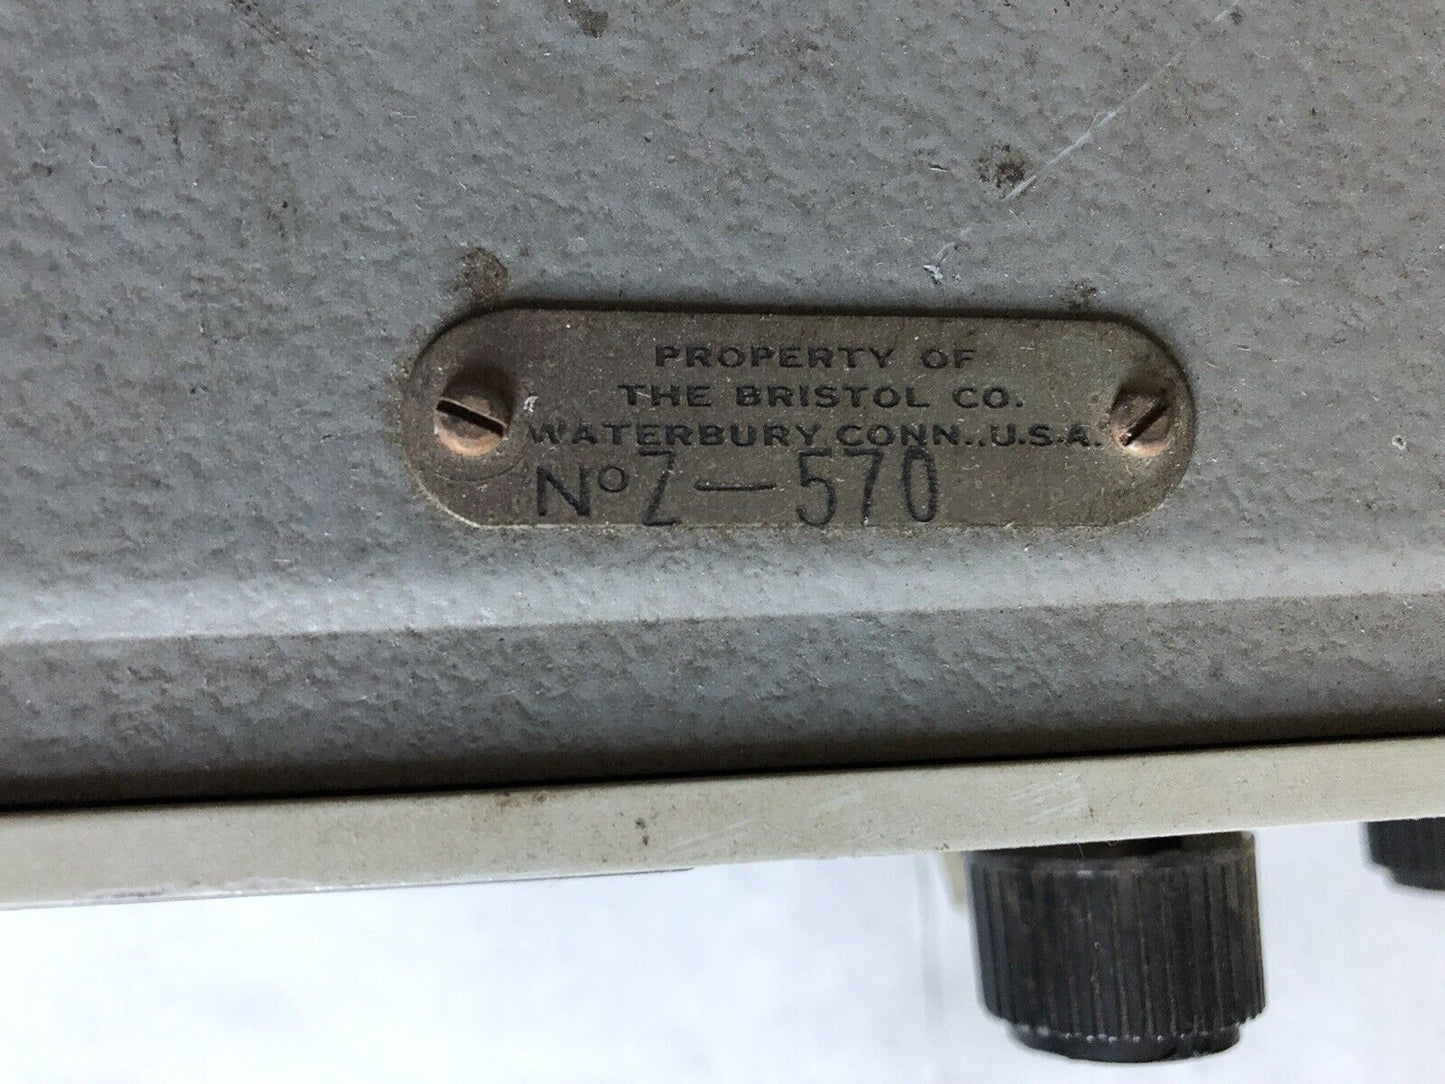 PROPERTY OF
THE BRISTOL CO.
WATERBURY, CONN., U.S.A.
No Z — 570